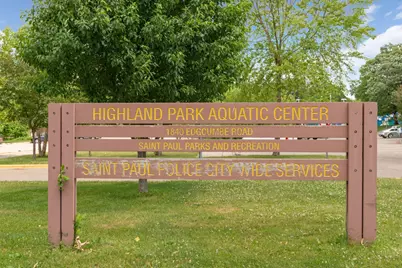 HIGHLAND PARK AQUATIC CENTER
1840 EDGCUMBE ROAD
SAINT PAUL PARKS AND RECREATION
SAINT PAUL POLICE CITY WIDE SERVICES